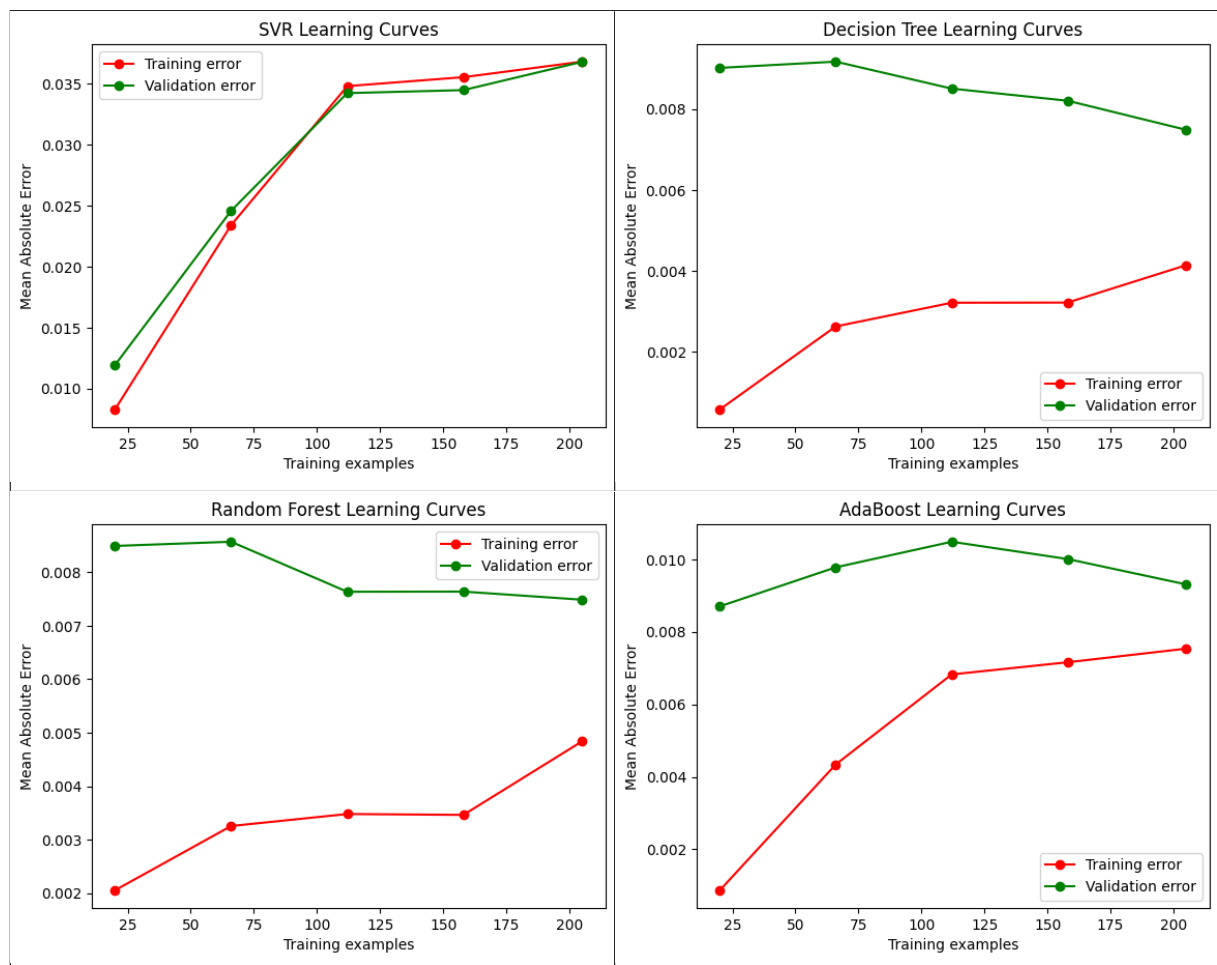 SVR Learning Curves
Training error
Validation error
Mean Absolute Error
0.035
0.030
0.025
0.020
0.015
0.010
25 50 75 100 125 150 175 200
Training examples
Decision Tree Learning Curves
Mean Absolute Error
0.008
0.006
0.004
0.002
Training error
Validation error
25 50 75 100 125 150 175 200
Training examples
Random Forest Learning Curves
Training error
Validation error
Mean Absolute Error
0.008
0.007
0.006
0.005
0.004
0.003
0.002
25 50 75 100 125 150 175 200
Training examples
AdaBoost Learning Curves
Mean Absolute Error
0.010
0.008
0.006
0.004
0.002
Training error
Validation error
25 50 75 100 125 150 175 200
Training examples